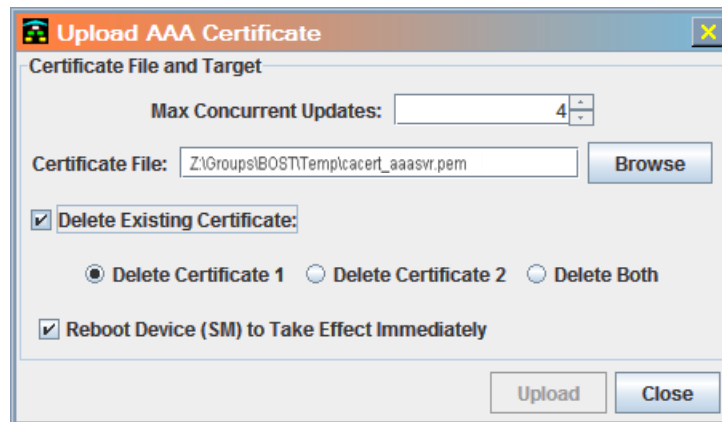 Upload AAA Certificate
Certificate File and Target
Max Concurrent Updates: 4
Certificate File: Z:\Groups\BOST\Temp\cacert_aaasvr.pem Browse
Delete Existing Certificate:
Delete Certificate 1 Delete Certificate 2 Delete Both
Reboot Device (SM) to Take Effect Immediately
Upload Close